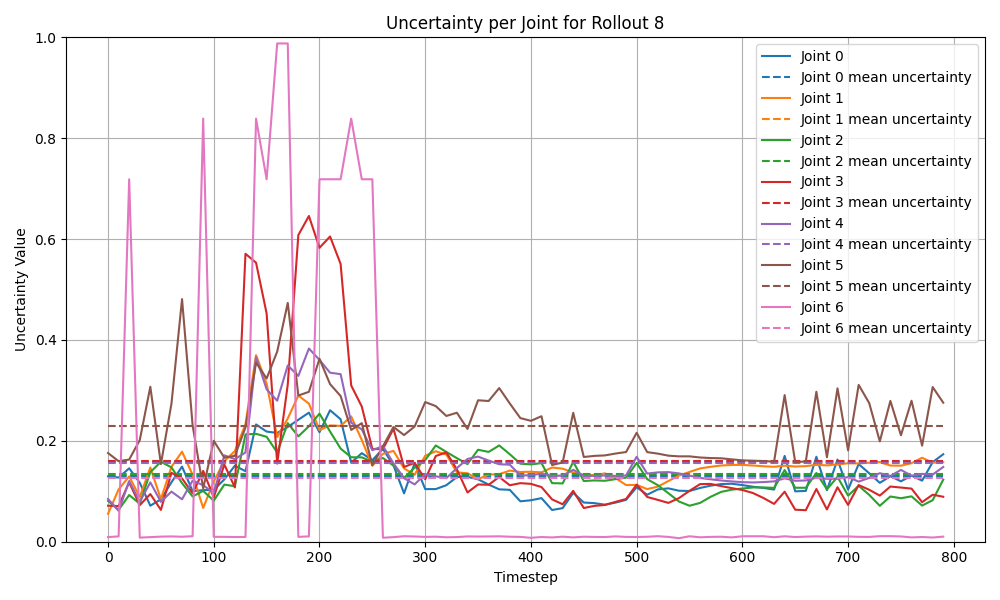 Uncertainty per Joint for Rollout 8
Uncertainty Value
1.0
0.8
0.6
0.4
0.2
0.0
Joint 0
Joint 0 mean uncertainty
Joint 1
Joint 1 mean uncertainty
Joint 2
Joint 2 mean uncertainty
Joint 3
Joint 3 mean uncertainty
Joint 4
Joint 4 mean uncertainty
Joint 5
Joint 5 mean uncertainty
Joint 6
Joint 6 mean uncertainty
0 100 200 300 400 500 600 700 800
Timestep